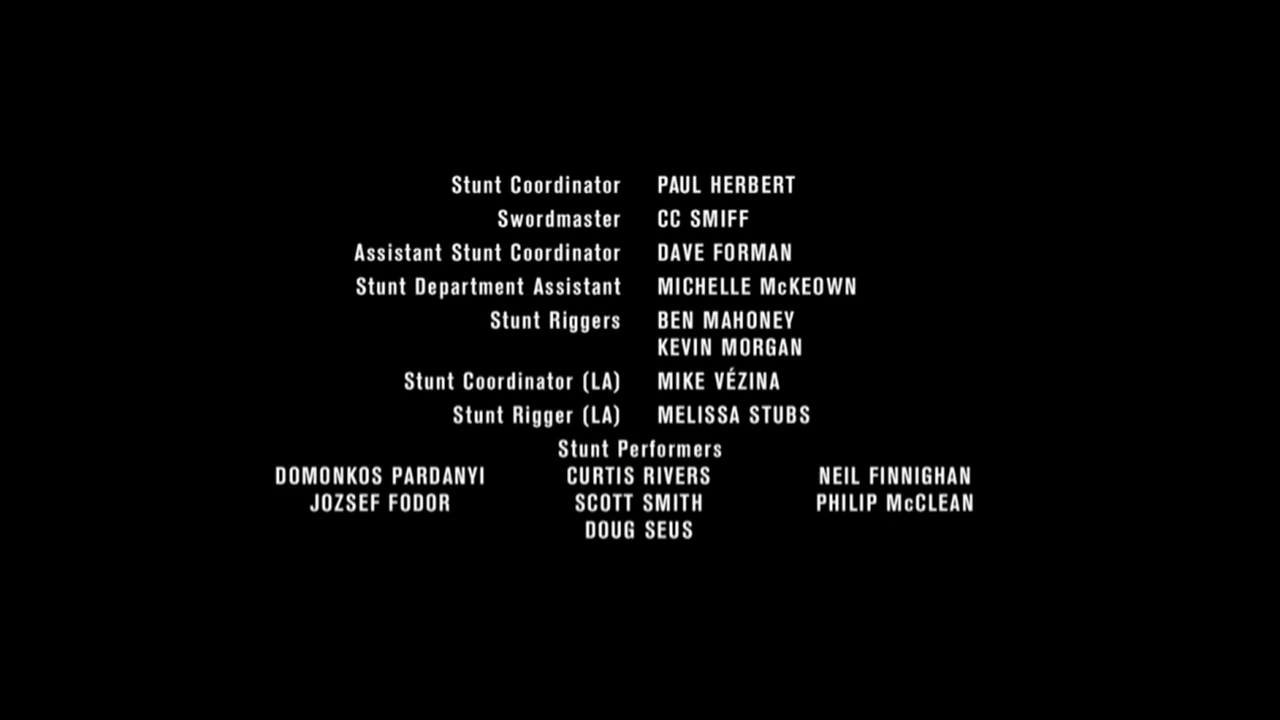 Stunt Coordinator PAUL HERBERT
Swordmaster CC SMIFF
Assistant Stunt Coordinator DAVE FORMAN
Stunt Department Assistant MICHELLE McKEOWN
Stunt Riggers BEN MAHONEY
KEVIN MORGAN
Stunt Coordinator (LA) MIKE VÉZINA
Stunt Rigger (LA) MELISSA STUBS
Stunt Performers
DOMONKOS PARDANYI CURTIS RIVERS NEIL FINNIGHAN
JOZSEF FODOR SCOTT SMITH PHILIP McCLEAN
DOUG SEUS